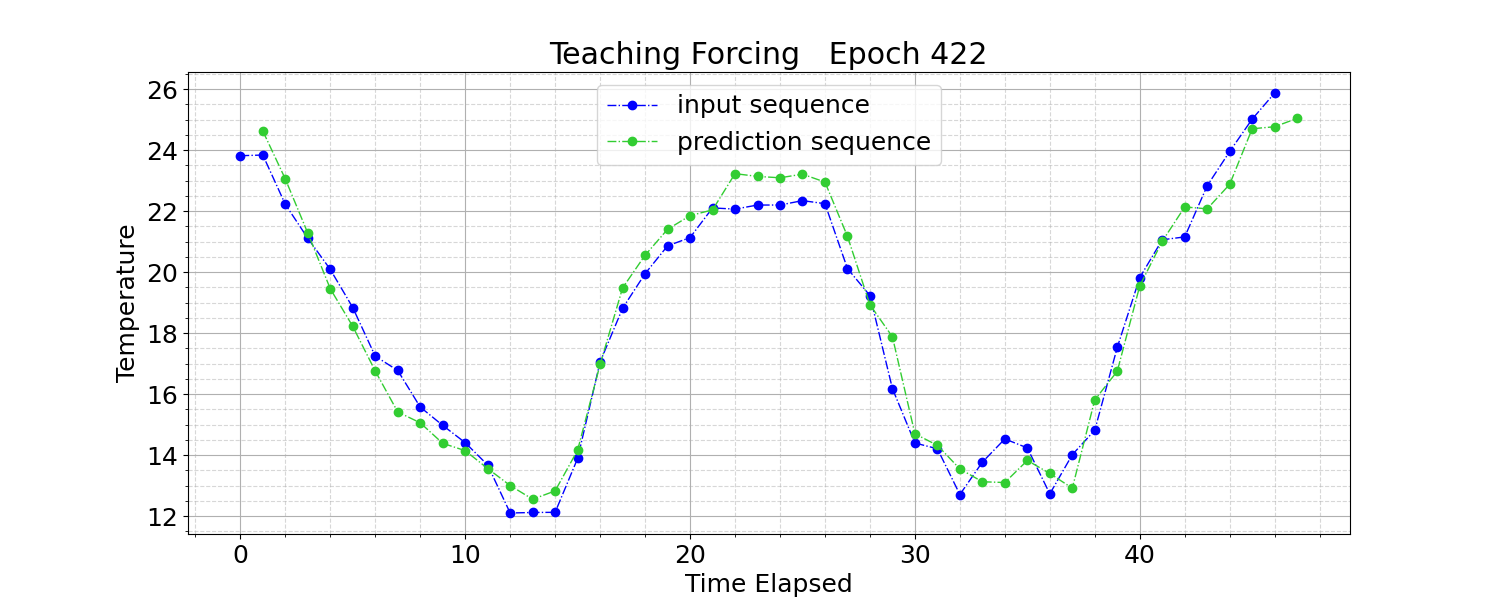 Teaching Forcing   Epoch 422
input sequence
prediction sequence
Temperature
26
24
22
20
18
16
14
12
0 10 20 30 40
Time Elapsed